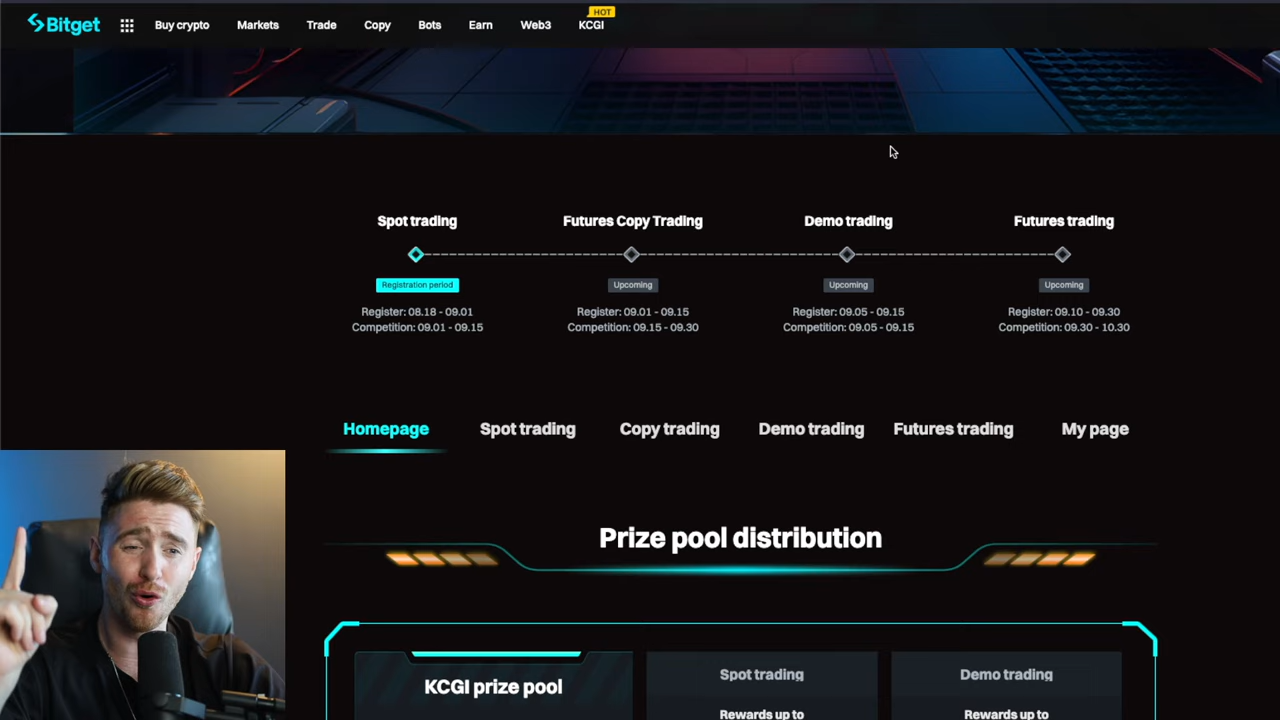 Bitget
Buy crypto
Markets
Trade
Copy
Bots
Earn
Web3
KCGI
HOT
Spot trading
Futures Copy Trading
Demo trading
Futures trading
Registration period
Upcoming
Upcoming
Upcoming
Register: 08.18 - 09.01
Competition: 09.01 - 09.15
Register: 09.01 - 09.15
Competition: 09.15 - 09.30
Register: 09.05 - 09.15
Competition: 09.05 - 09.15
Register: 09.10 - 09.30
Competition: 09.30 - 10.30
Homepage
Spot trading
Copy trading
Demo trading
Futures trading
My page
Prize pool distribution
KCGI prize pool
Spot trading
Rewards up to
Demo trading
Rewards up to